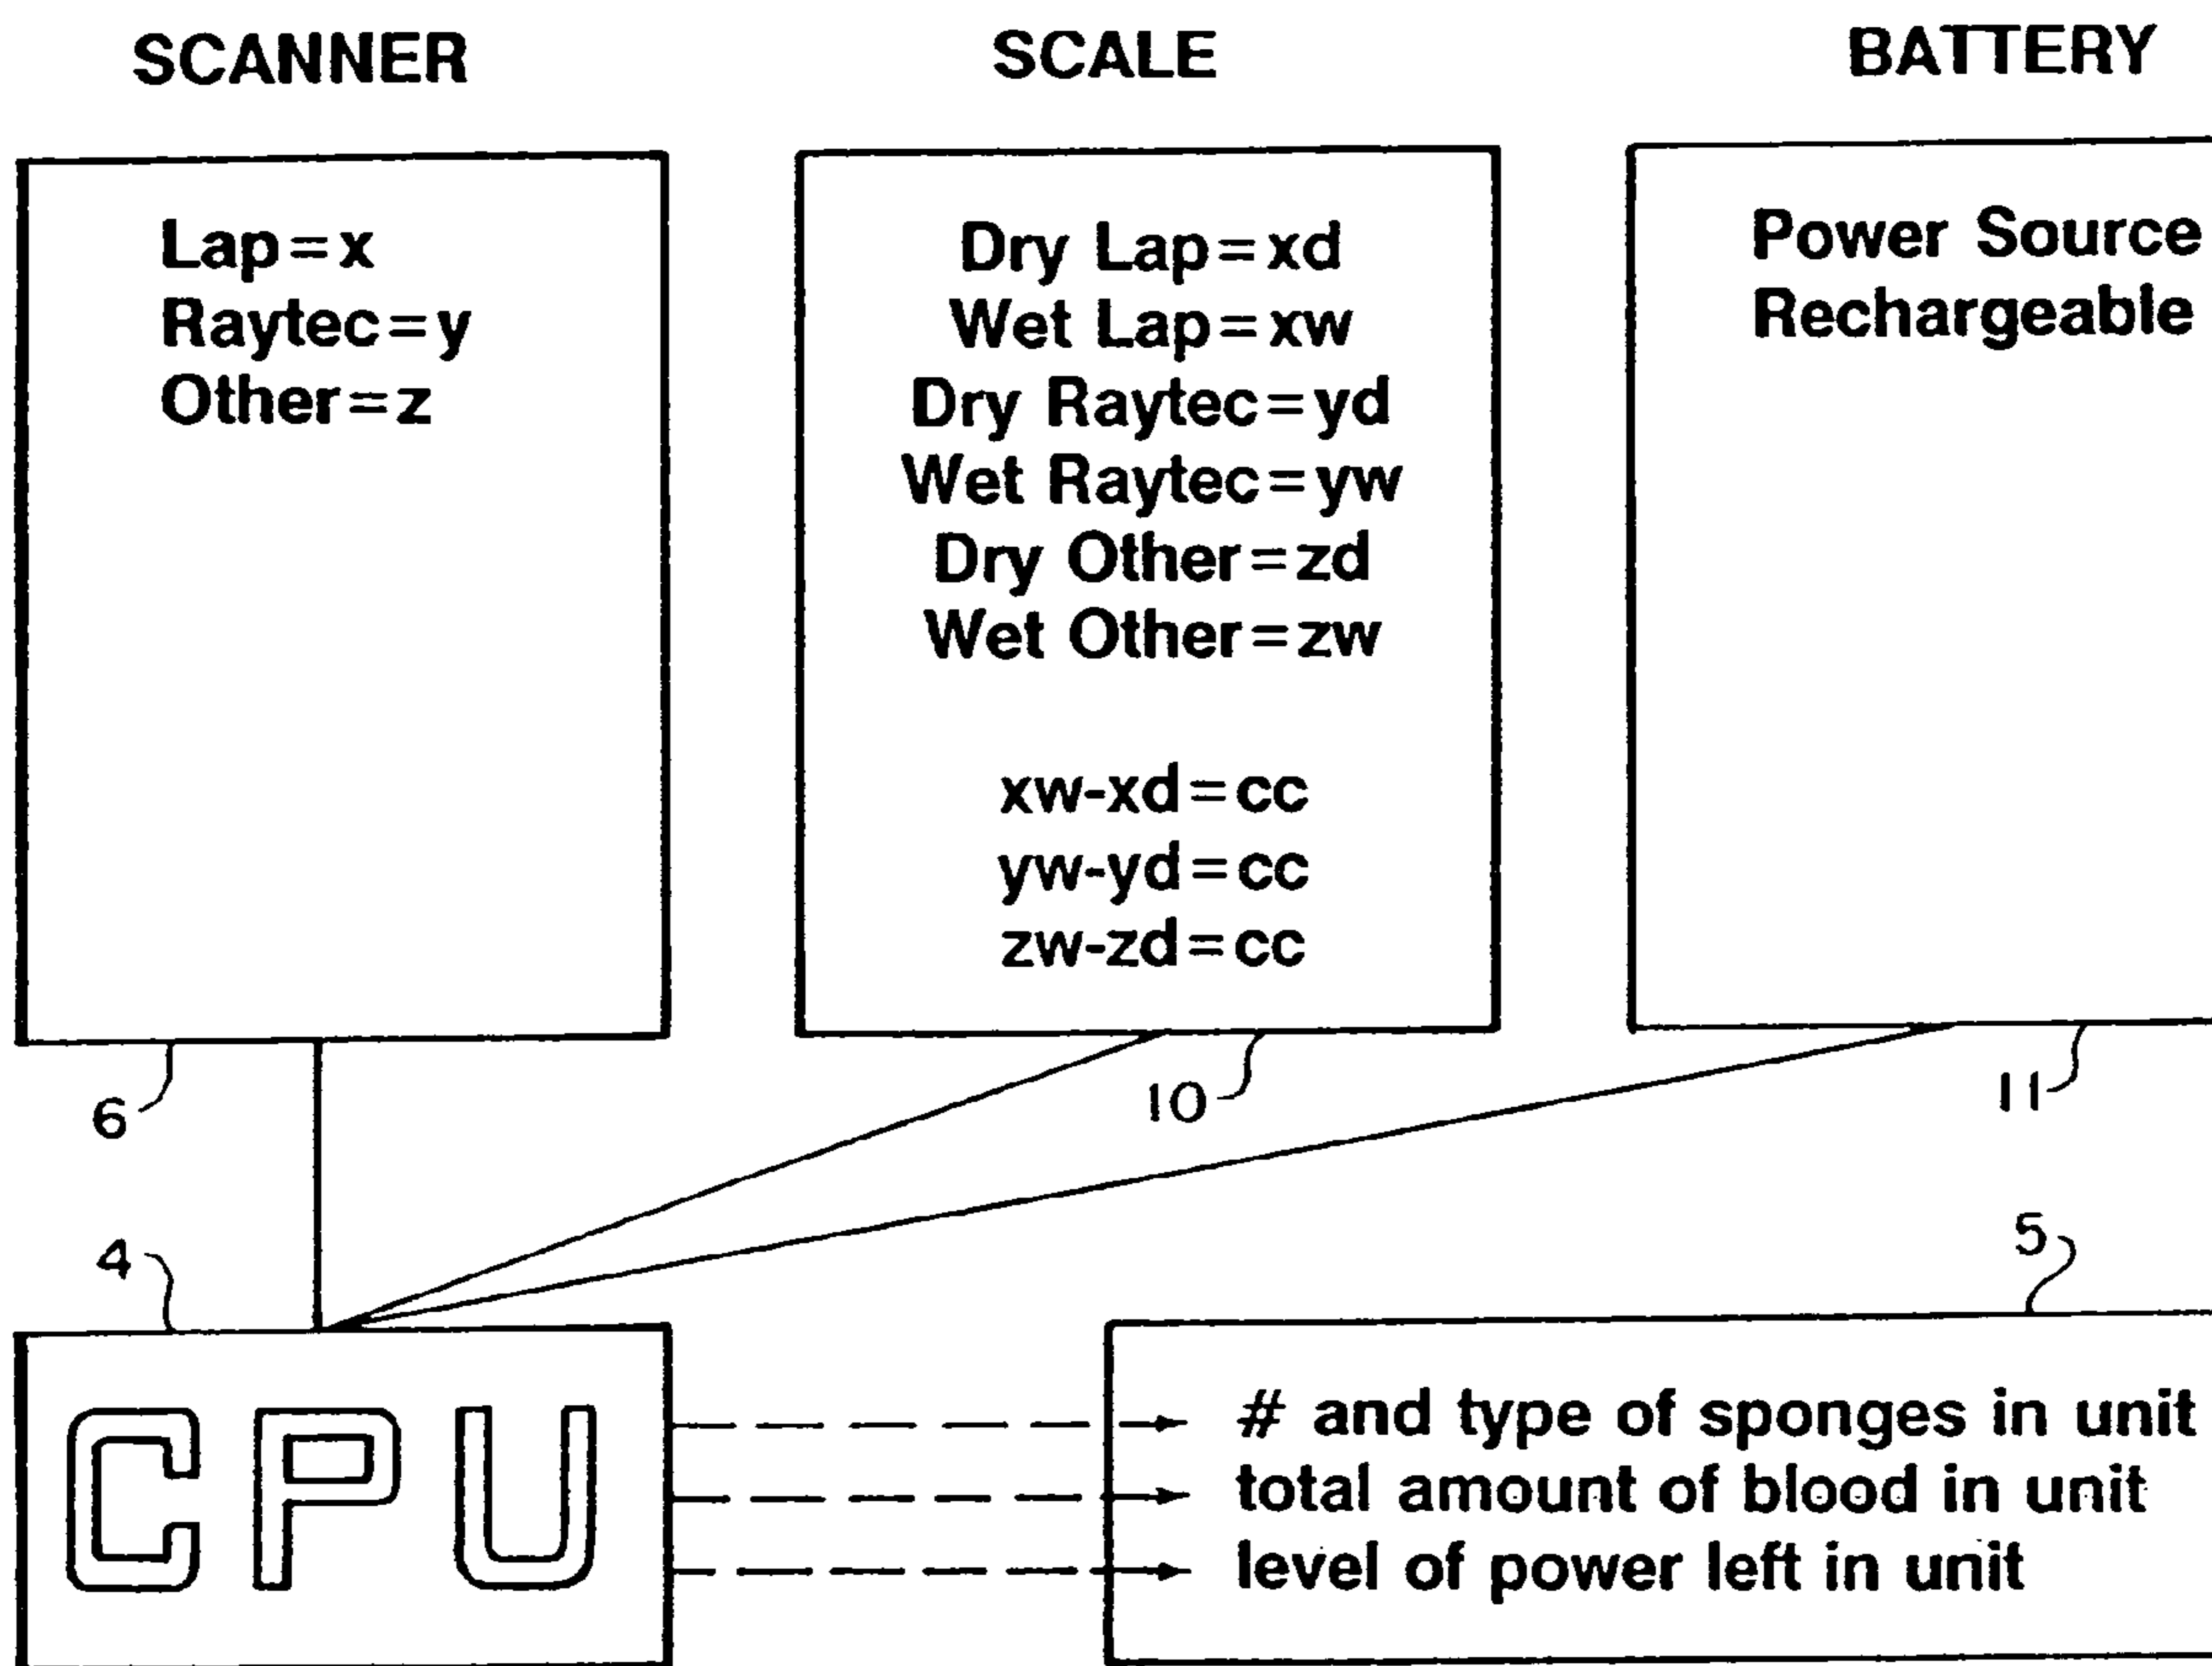 SCANNER
SCALE
BATTERY
Lap=x
Raytec=y
Other=z
Dry Lap=xd
Wet Lap=xw
Dry Raytec=yd
Wet Raytec=yw
Dry Other=zd
Wet Other=zw
xw-xd=cc
yw-yd=cc
zw-zd=cc
Power Source
Rechargeable
6
10
11
4
5
CPU
# and type of sponges in unit
total amount of blood in unit
level of power left in unit